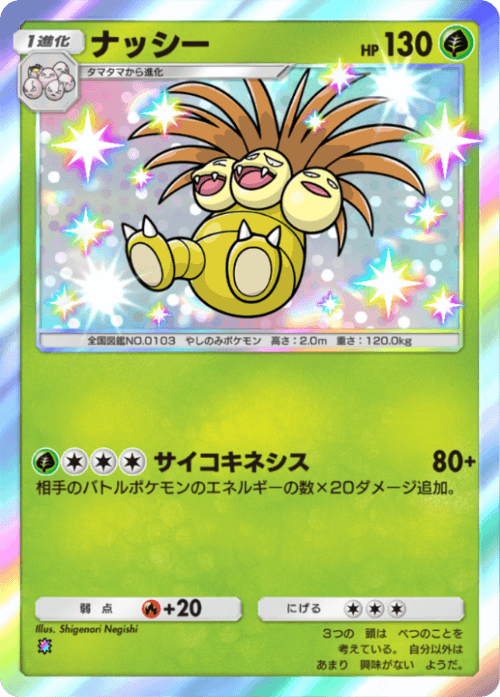 1進化 ナッシー HP 130
タマタマから進化
全国図鑑NO.0103 やしのみポケモン 高さ：2.0m 重さ：120.0kg
サイコキネシス 80+
相手のバトルポケモンのエネルギーの数×20ダメージ追加。
弱点 +20 にげる
Illus. Shigenori Negishi
3つの 頭は べつのことを
考えている。 自分以外は
あまり 興味がない ようだ。